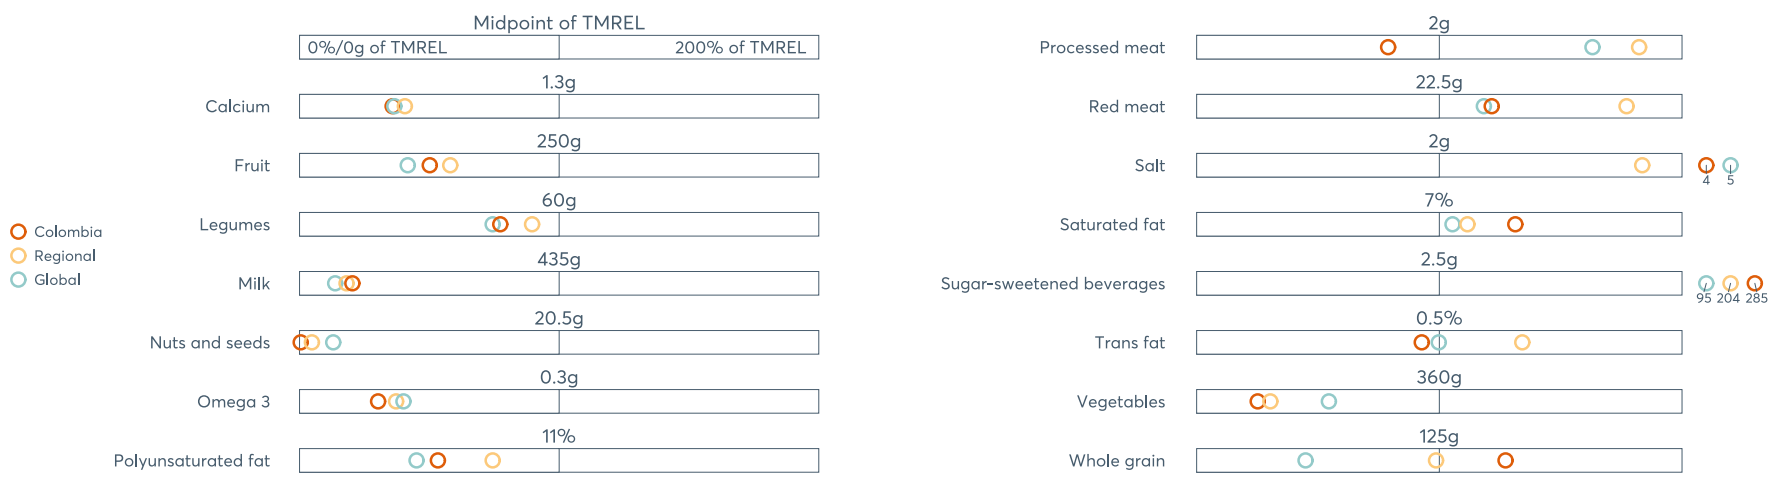 Midpoint of TMREL
0%/0g of TMREL 200% of TMREL
1.3g
Calcium
250g
Fruit
60g
Legumes
435g
Milk
20.5g
Nuts and seeds
0.3g
Omega 3
11%
Polyunsaturated fat
Colombia
Regional
Global
2g
Processed meat
22.5g
Red meat
2g
Salt
4 5
7%
Saturated fat
2.5g
Sugar-sweetened beverages
95 204 285
0.5%
Trans fat
360g
Vegetables
125g
Whole grain